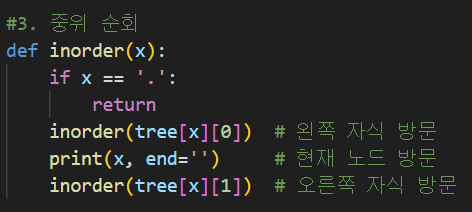 #3. 중위 순회
def inorder(x):
    if x == '.':
        return
    inorder(tree[x][0])  # 왼쪽 자식 방문
    print(x, end='')     # 현재 노드 방문
    inorder(tree[x][1])  # 오른쪽 자식 방문